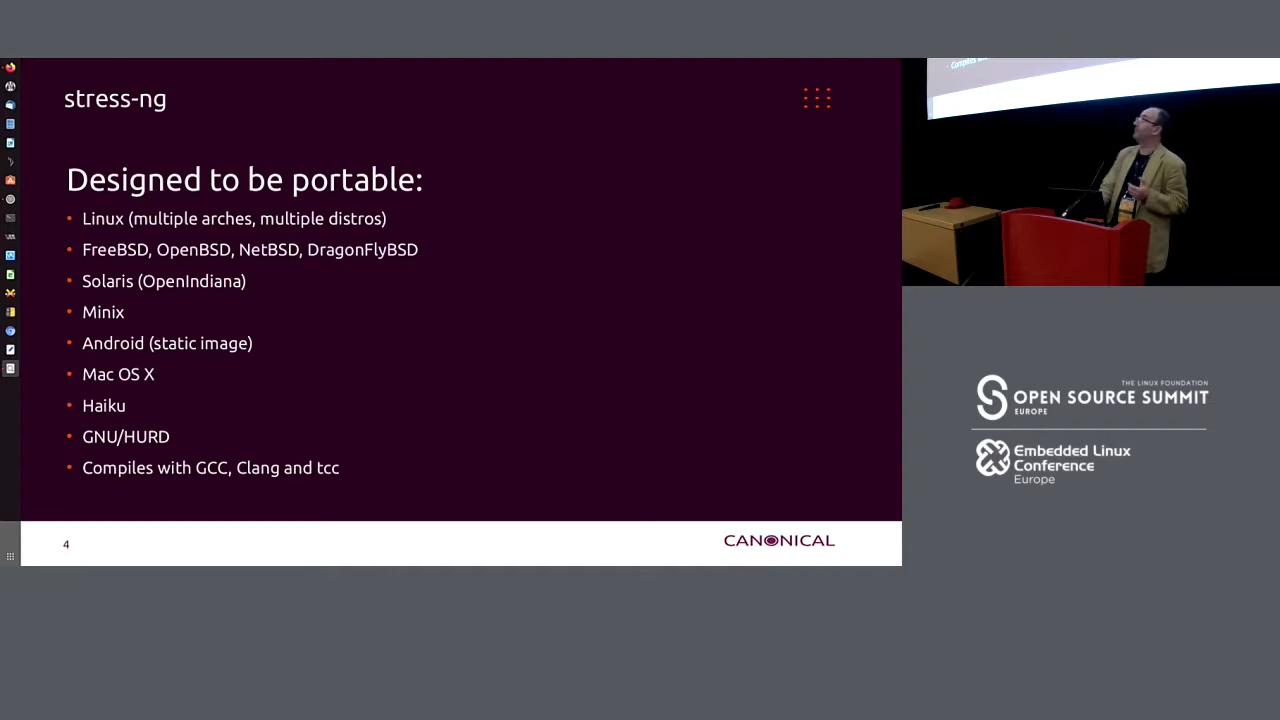 stress-ng
Designed to be portable:
• Linux (multiple arches, multiple distros)
• FreeBSD, OpenBSD, NetBSD, DragonFlyBSD
• Solaris (OpenIndiana)
• Minix
• Android (static image)
• Mac OS X
• Haiku
• GNU/HURD
• Compiles with GCC, Clang and tcc
4
CANONICAL
Compiles
THE LINUX FOUNDATION
OPEN SOURCE SUMMIT
EUROPE
Embedded Linux
Conference
Europe